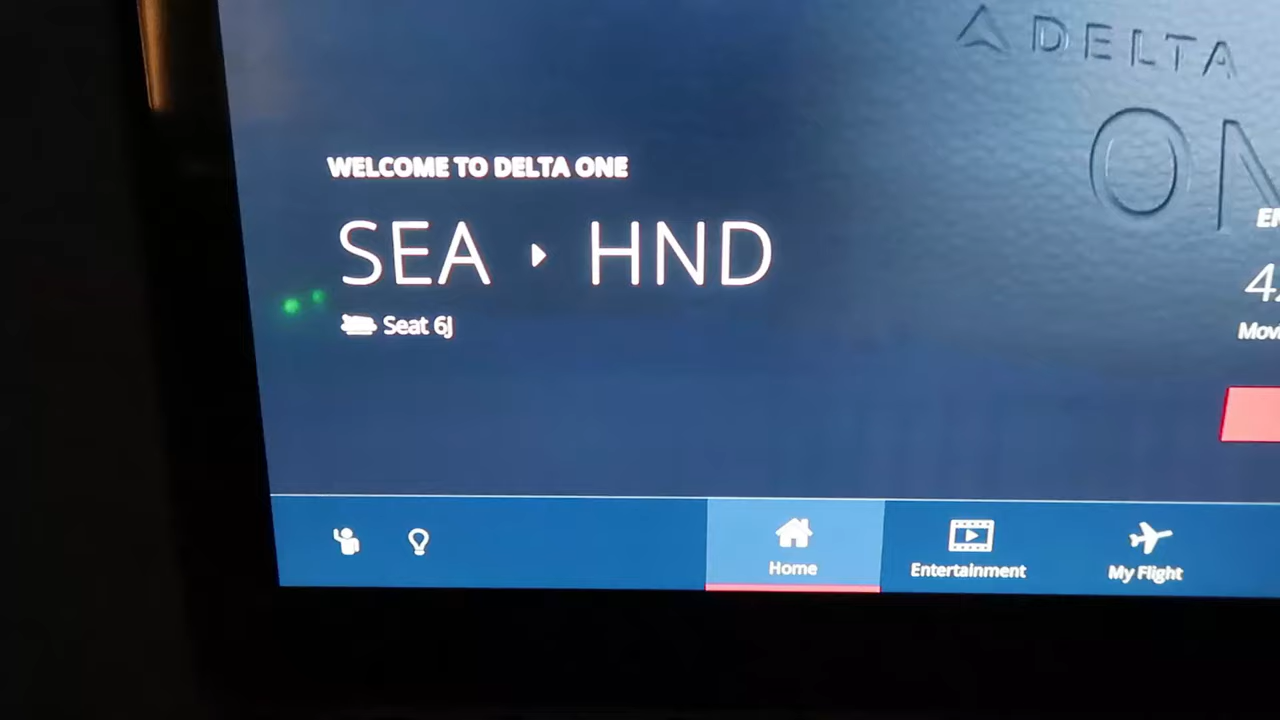 DELTA
WELCOME TO DELTA ONE
SEA HND
Seat 6J
Home
Entertainment
My Flight